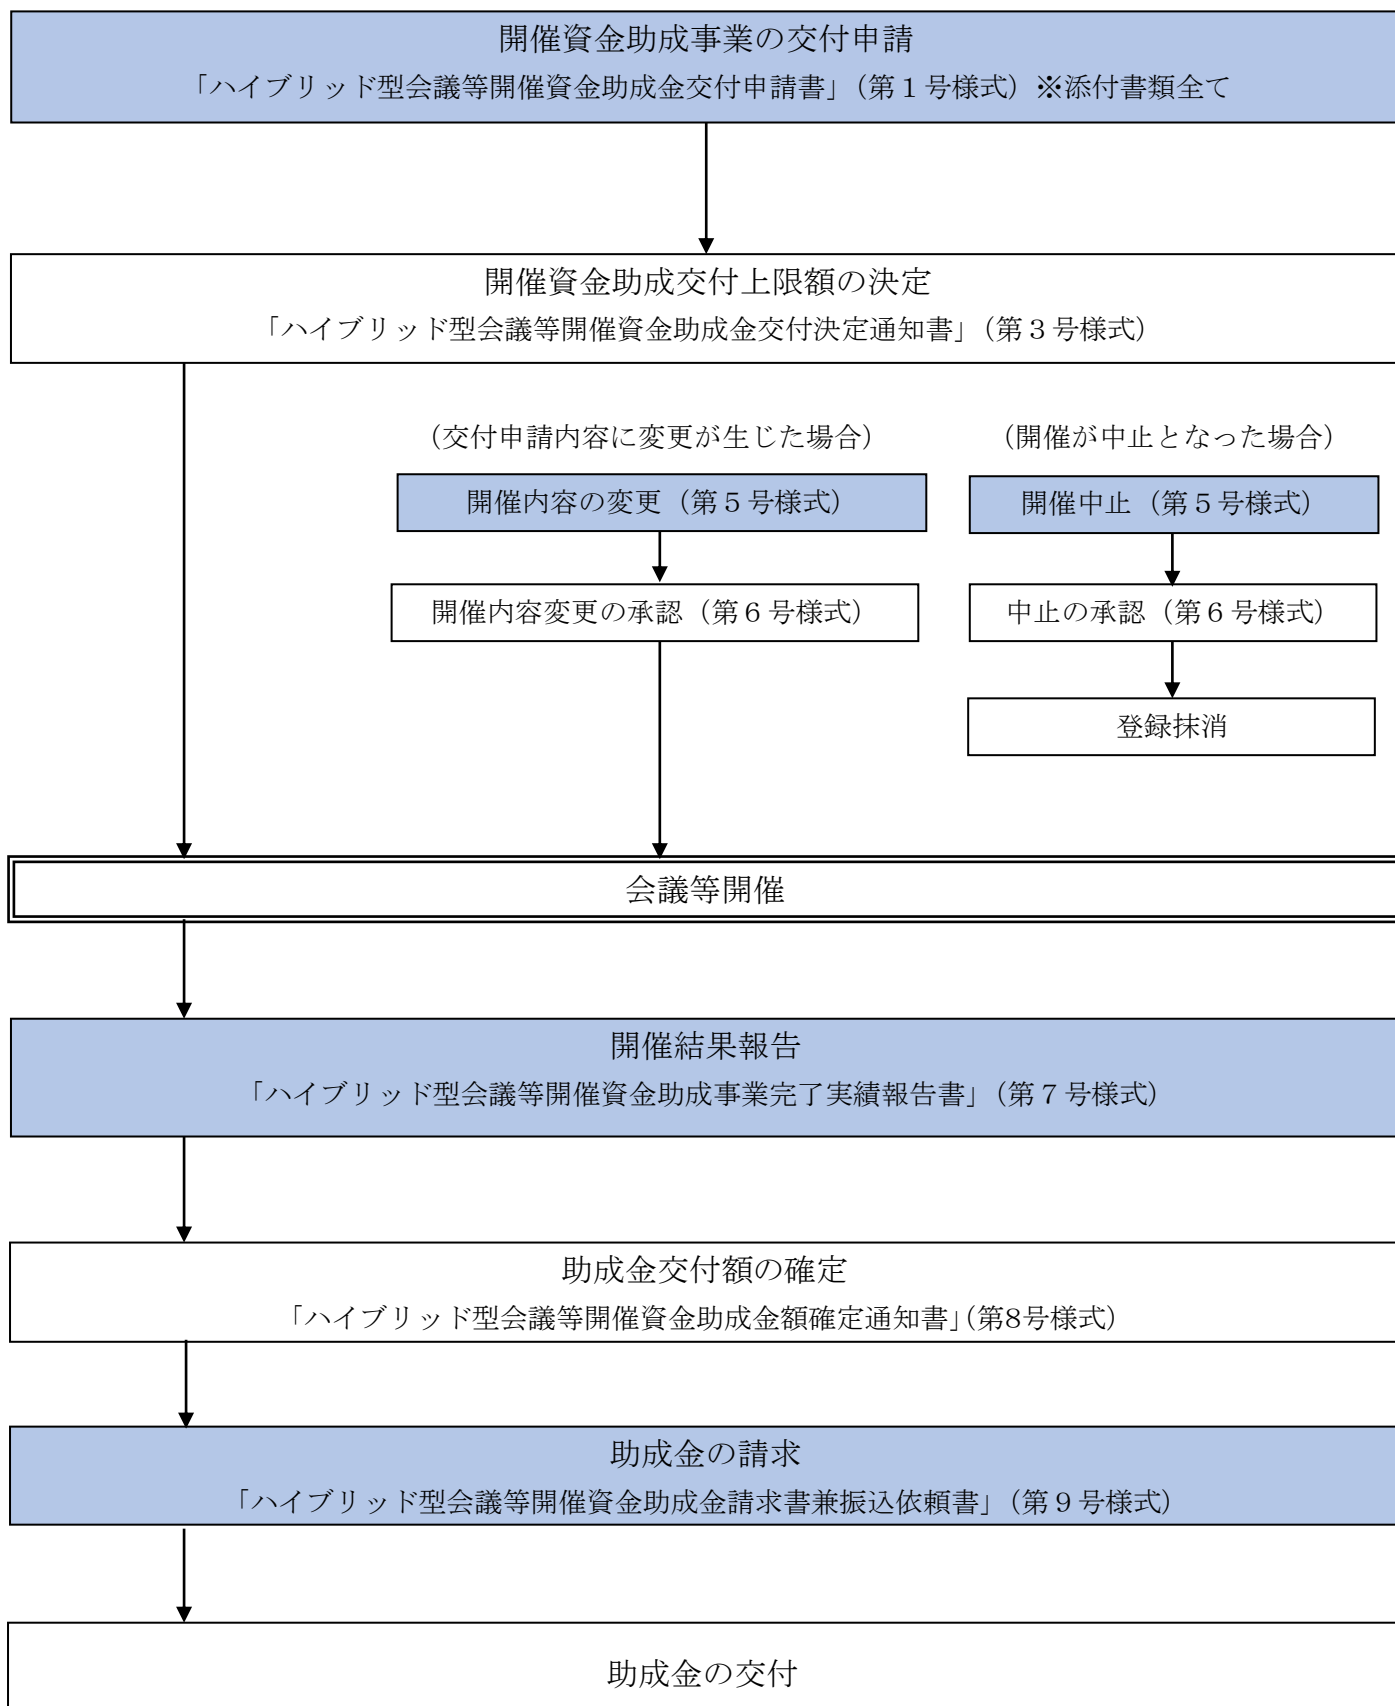 開催資金助成事業の交付申請
「ハイブリッド型会議等開催資金助成金交付申請書」（第１号様式）※添付書類全て
開催資金助成交付上限額の決定
「ハイブリッド型会議等開催資金助成金交付決定通知書」（第３号様式）
（交付申請内容に変更が生じた場合）
（開催が中止となった場合）
開催内容の変更（第５号様式）
開催中止（第５号様式）
開催内容変更の承認（第６号様式）
中止の承認（第６号様式）
登録抹消
会議等開催
開催結果報告
「ハイブリッド型会議等開催資金助成事業完了実績報告書」（第７号様式）
助成金交付額の確定
「ハイブリッド型会議等開催資金助成金額確定通知書」（第8号様式）
助成金の請求
「ハイブリッド型会議等開催資金助成金請求書兼振込依頼書」（第９号様式）
助成金の交付